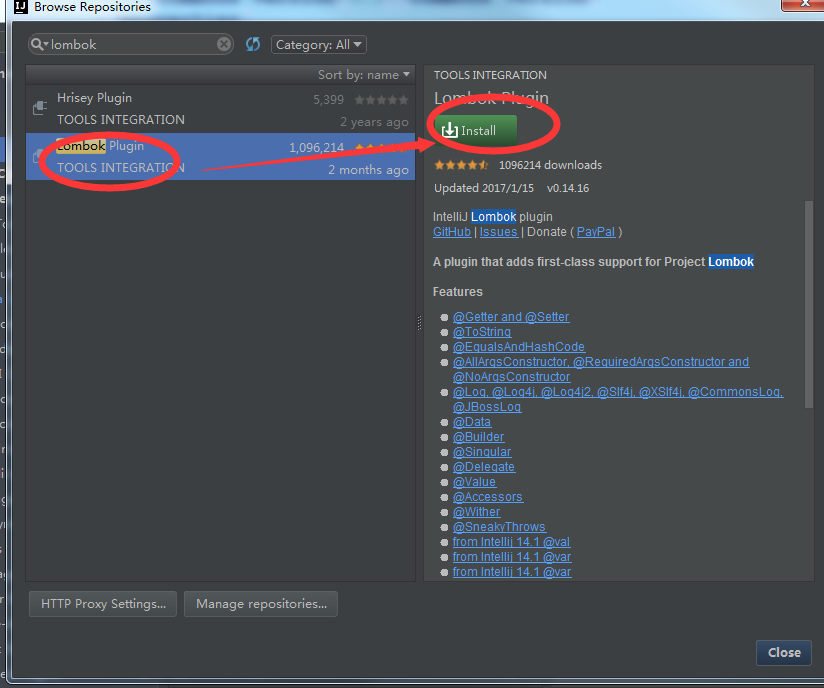 IJ Browse Repositories
lombok
Category: All
Sort by: name
Hrisey Plugin 5,399
TOOLS INTEGRATION 2 years ago
Lombok Plugin 1,096,214
TOOLS INTEGRATION 2 months ago
TOOLS INTEGRATION
Lombok Plugin
Install
1096214 downloads
Updated 2017/1/15 v0.14.16
IntelliJ Lombok plugin
GitHub | Issues | Donate ( PayPal )
A plugin that adds first-class support for Project Lombok
Features
@Getter and @Setter
@ToString
@EqualsAndHashCode
@AllArgsConstructor, @RequiredArgsConstructor and
@NoArgsConstructor
@Log, @Log4j, @Log4j2, @Slf4j, @XSlf4j, @CommonsLog,
@JBossLog
@Data
@Builder
@Singular
@Delegate
@Value
@Accessors
@Wither
@SneakyThrows
from Intellij 14.1 @val
from Intellij 14.1 @var
from Intellij 14.1 @var
HTTP Proxy Settings...
Manage repositories...
Close